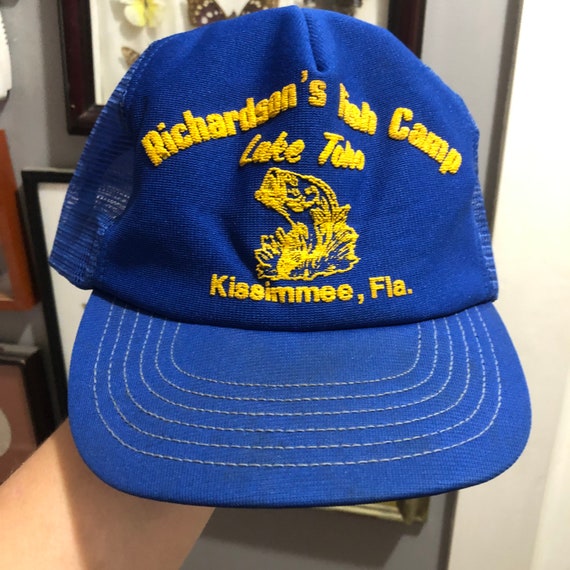 Richardson's Fish Camp
Lake Toho
Kissimmee, Fla.